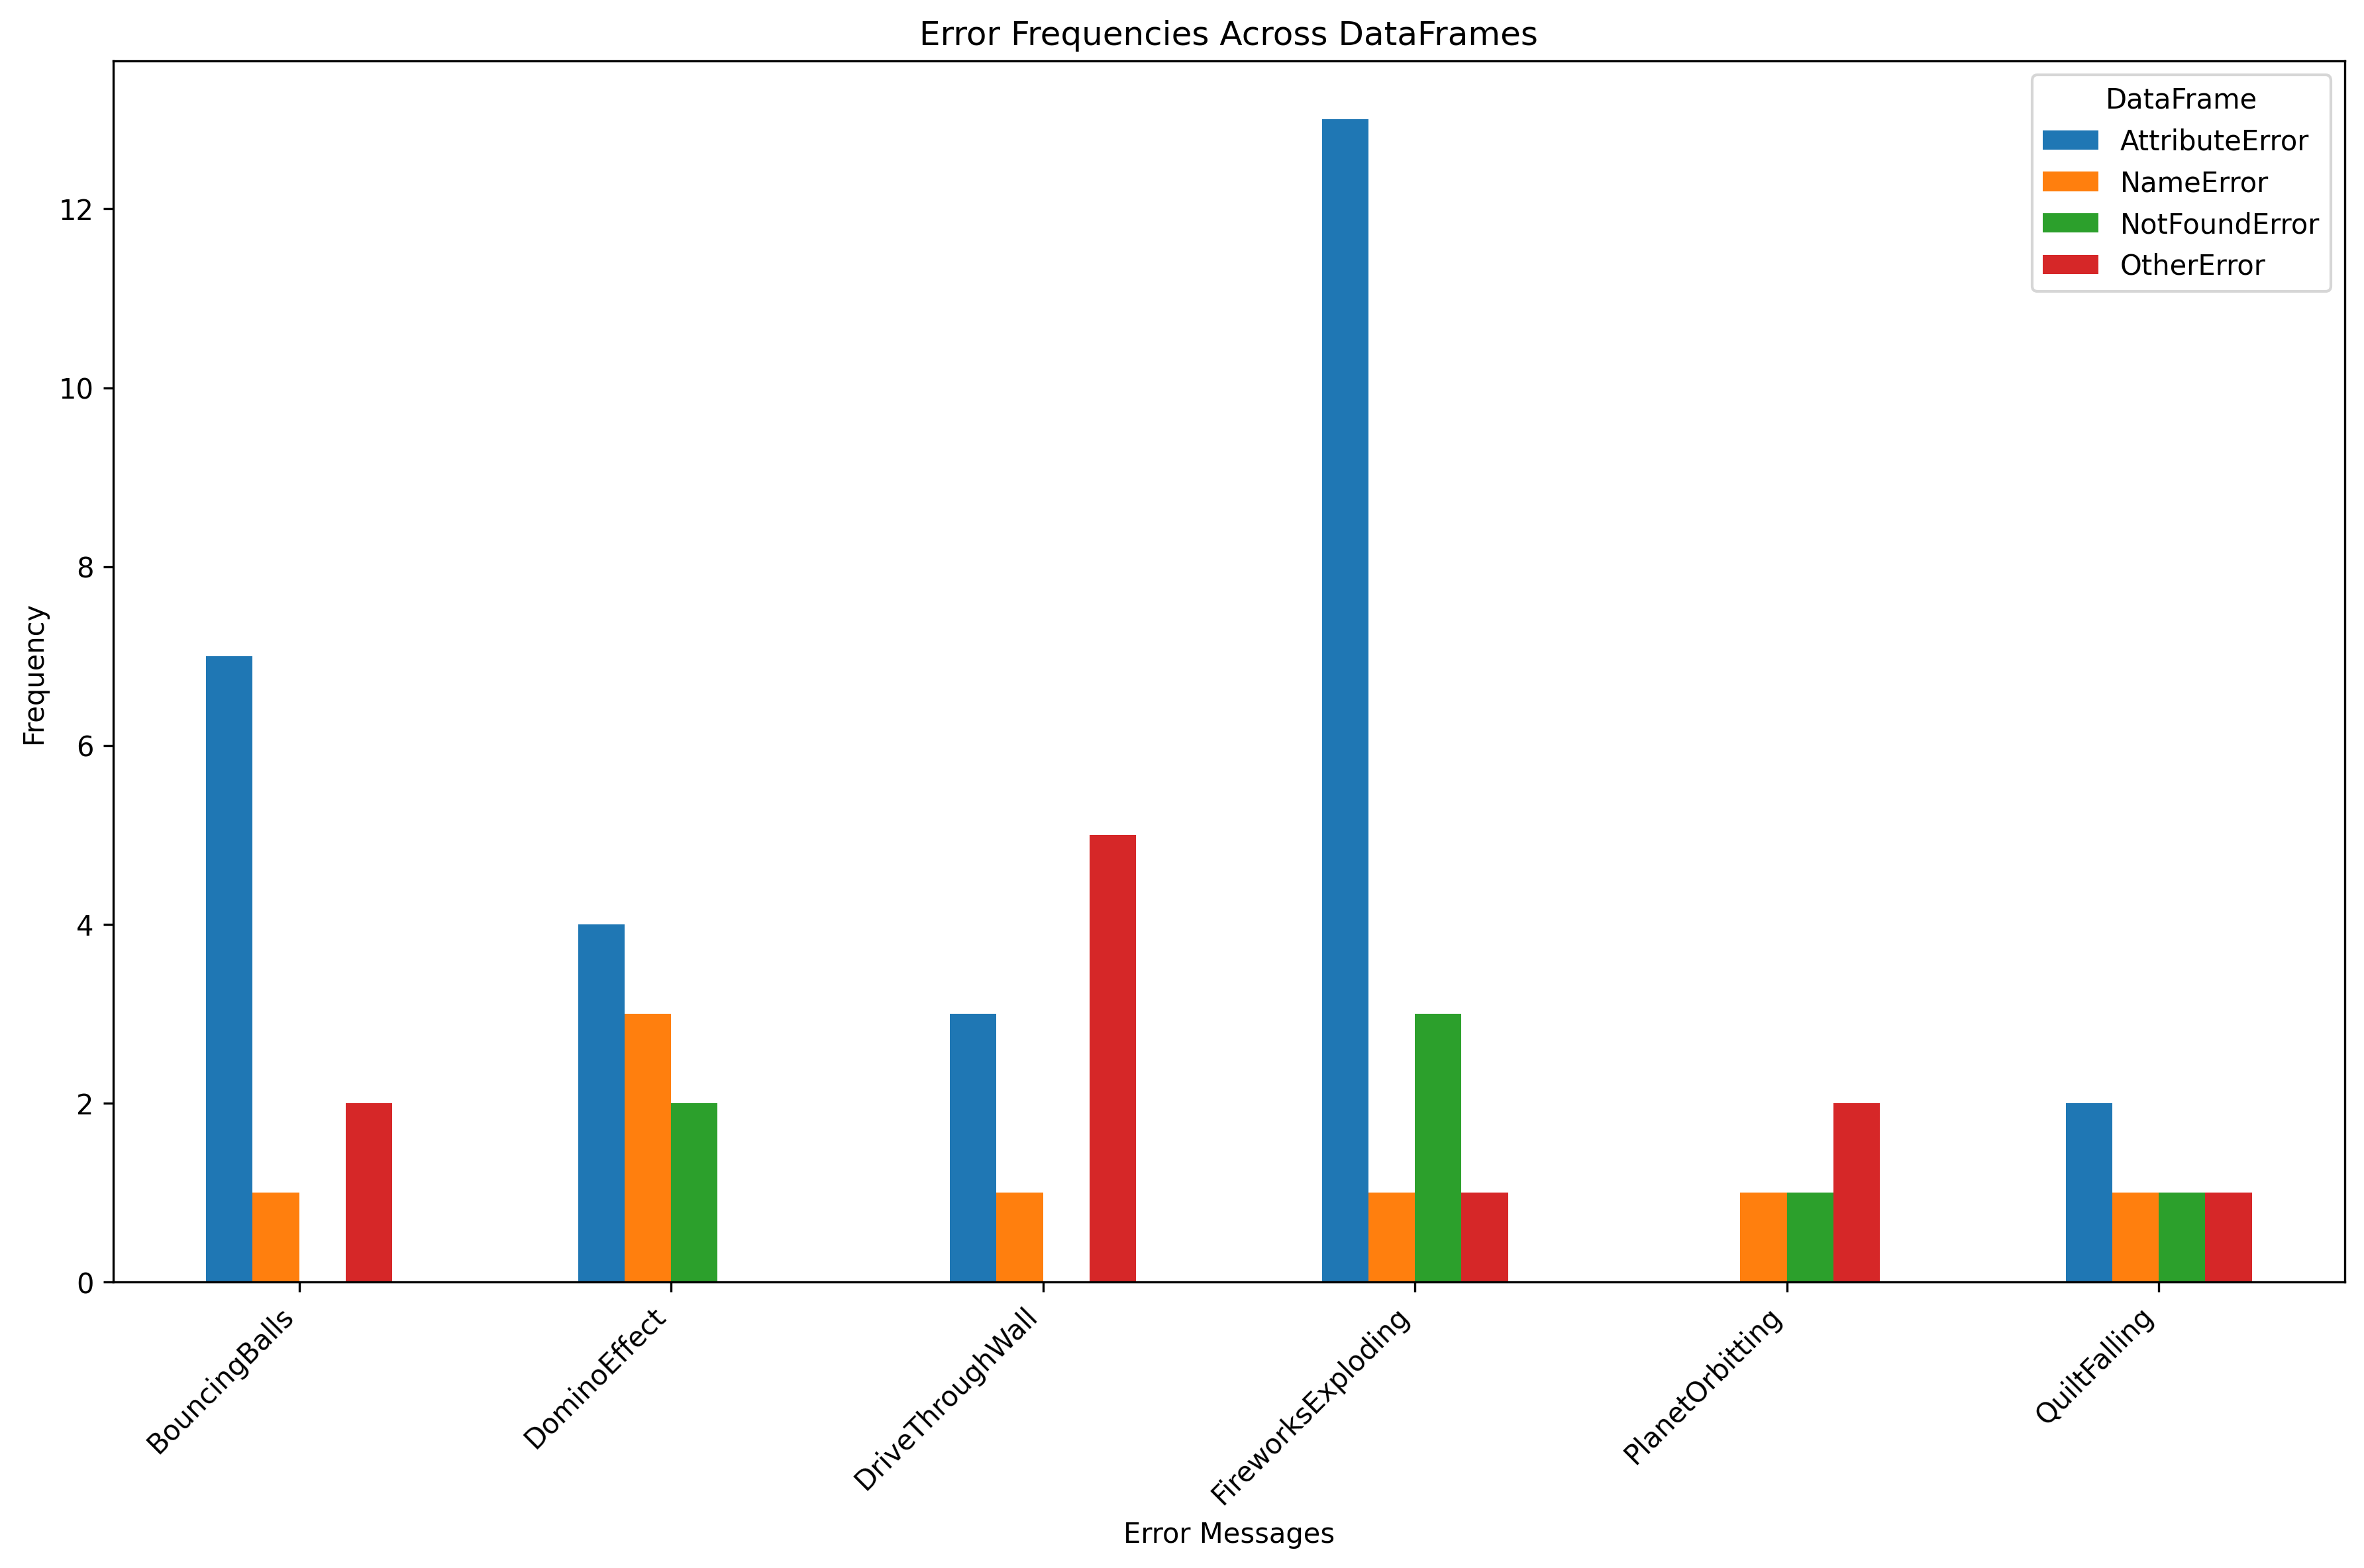 Error Frequencies Across DataFrames
DataFrame
AttributeError
NameError
NotFoundError
OtherError
Frequency
12
10
8
6
4
2
0
BouncingBalls
DominoEffect
DriveThroughWall
FireworksExploding
PlanetOrbitting
QuiltFalling
Error Messages